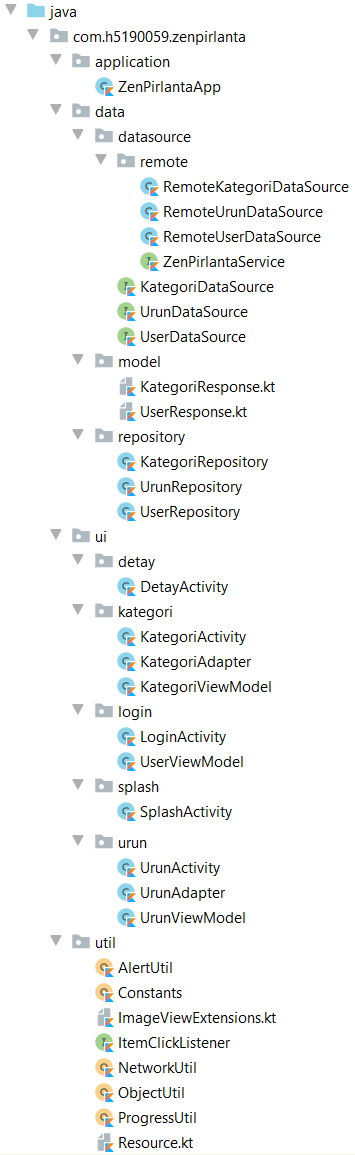 java
com.h5190059.zenpirlanta
application
ZenPirlantaApp
data
datasource
remote
RemoteKategoriDataSource
RemoteUrunDataSource
RemoteUserDataSource
ZenPirlantaService
KategoriDataSource
UrunDataSource
UserDataSource
model
KategoriResponse.kt
UserResponse.kt
repository
KategoriRepository
UrunRepository
UserRepository
ui
detay
DetayActivity
kategori
KategoriActivity
KategoriAdapter
KategoriViewModel
login
LoginActivity
UserViewModel
splash
SplashActivity
urun
UrunActivity
UrunAdapter
UrunViewModel
util
AlertUtil
Constants
ImageViewExtensions.kt
ItemClickListener
NetworkUtil
ObjectUtil
ProgressUtil
Resource.kt